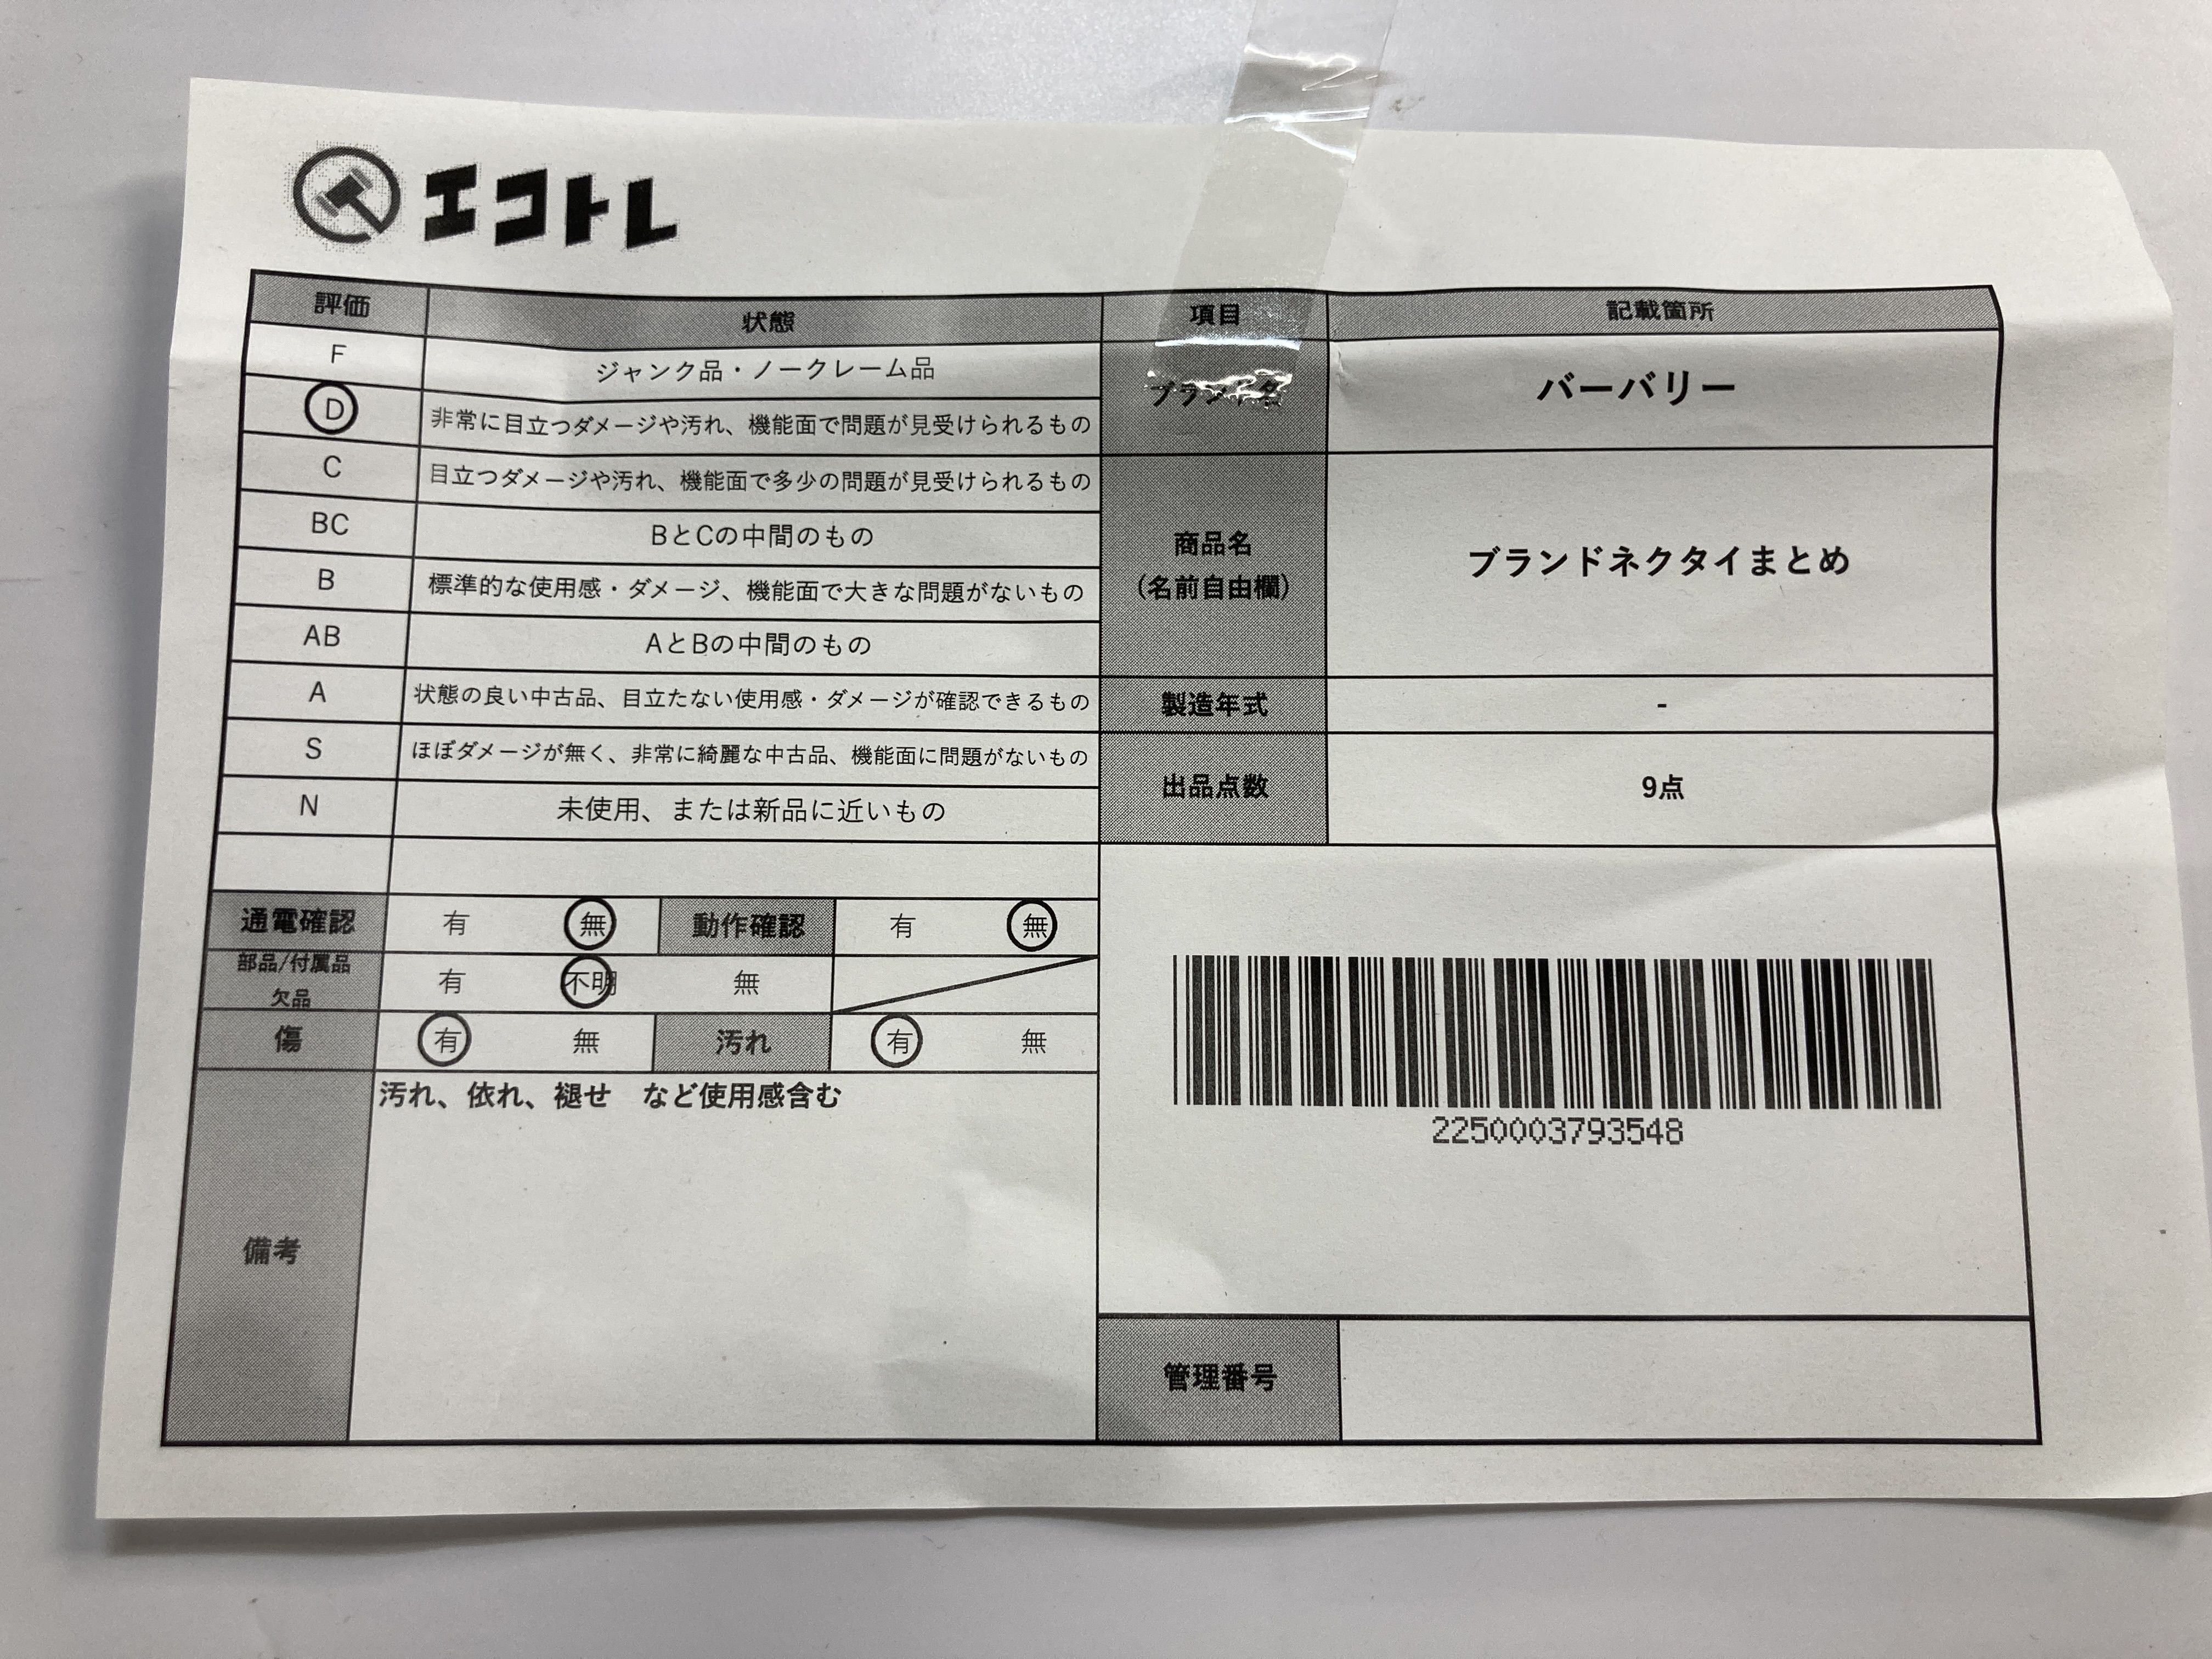 エコトレ
評価 状態
F ジャンク品・ノークレーム品
D 非常に目立つダメージや汚れ、機能面で問題が見受けられるもの
C 目立つダメージや汚れ、機能面で多少の問題が見受けられるもの
BC BとCの中間のもの
B 標準的な使用感・ダメージ、機能面で大きな問題がないもの
AB AとBの中間のもの
A 状態の良い中古品、目立たない使用感・ダメージが確認できるもの
S ほぼダメージが無く、非常に綺麗な中古品、機能面に問題がないもの
N 未使用、または新品に近いもの
通電確認 有 無 動作確認 有 無
部品/付属品
欠品 有 不明 無
傷 有 無 汚れ 有 無
備考 汚れ、依れ、褪せ　など使用感含む
項目 記載箇所
ブランド名 バーバリー
商品名
（名前自由欄） ブランドネクタイまとめ
製造年式 -
出品点数 9点
2250003793548
管理番号